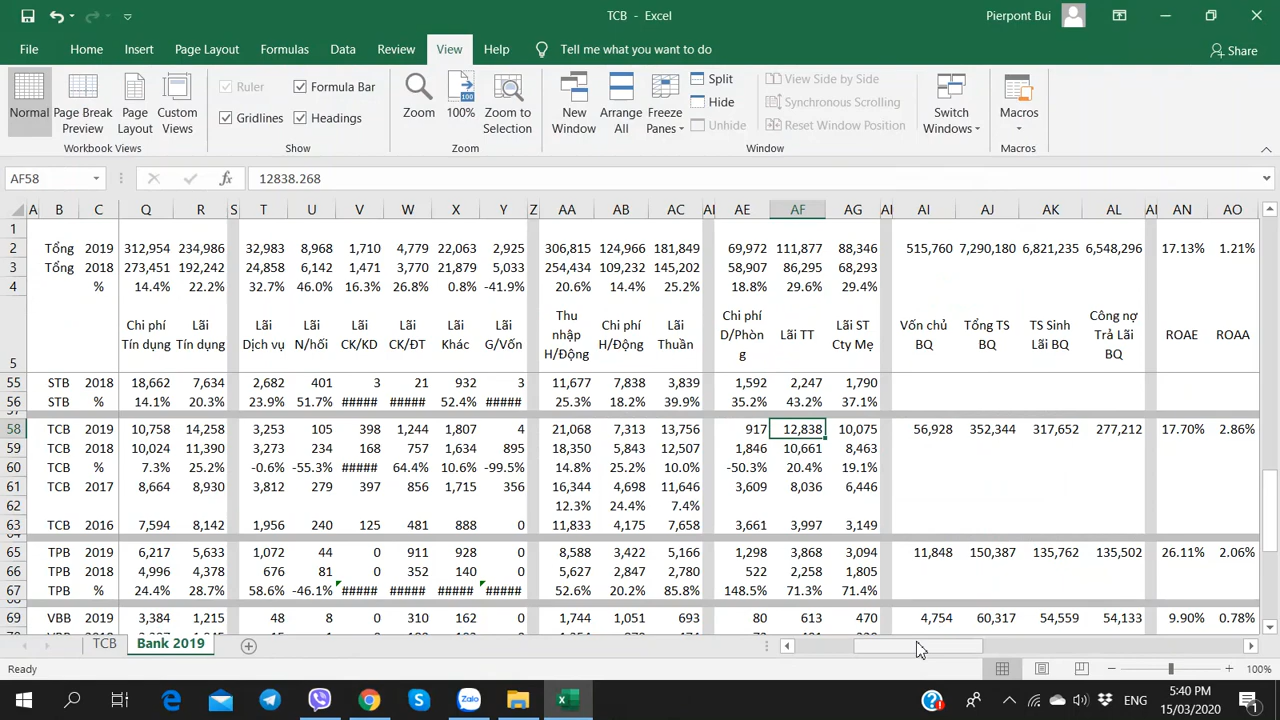 TCB - Excel
Pierpont Bui
File Home Insert Page Layout Formulas Data Review View Help Tell me what you want to do Share
Normal Page Break Preview Page Layout Custom Views
Workbook Views
Ruler Formula Bar
Gridlines Headings
Show
Zoom 100% Zoom to Selection
Zoom
New Window Arrange All Freeze Panes
Split
Hide
Unhide
View Side by Side
Synchronous Scrolling
Reset Window Position
Window
Switch Windows
Macros
Macros
AF58 fx 12838.268
A B C Q R S T U V W X Y Z AA AB AC AE AF AG AI AJ AK AL AN AO
1
2 Tổng 2019 312,954 234,986 32,983 8,968 1,710 4,779 22,063 2,925 306,815 124,966 181,849 69,972 111,877 88,346 515,760 7,290,180 6,821,235 6,548,296 17.13% 1.21%
3 Tổng 2018 273,451 192,242 24,858 6,142 1,471 3,770 21,879 5,033 254,434 109,232 145,202 58,907 86,295 68,293
4 % 14.4% 22.2% 32.7% 46.0% 16.3% 26.8% 0.8% -41.9% 20.6% 14.4% 25.2% 18.8% 29.6% 29.4%
5 Chi phí Tín dụng Lãi Tín dụng Lãi Dịch vụ Lãi N/hối Lãi CK/KD Lãi CK/ĐT Lãi Khác Lãi G/Vốn Thu nhập H/Động Chi phí H/Động Lãi Thuần Chi phí D/Phòng Lãi TT Lãi ST Cty Mẹ Vốn chủ BQ Tổng TS BQ TS Sinh Lãi BQ Công nợ Trả Lãi BQ ROAE ROAA
55 STB 2018 18,662 7,634 2,682 401 3 21 932 3 11,677 7,838 3,839 1,592 2,247 1,790
56 STB % 14.1% 20.3% 23.9% 51.7% ##### ##### 52.4% ##### 25.3% 18.2% 39.9% 35.2% 43.2% 37.1%
58 TCB 2019 10,758 14,258 3,253 105 398 1,244 1,807 4 21,068 7,313 13,756 917 12,838 10,075 56,928 352,344 317,652 277,212 17.70% 2.86%
59 TCB 2018 10,024 11,390 3,273 234 168 757 1,634 895 18,350 5,843 12,507 1,846 10,661 8,463
60 TCB % 7.3% 25.2% -0.6% -55.3% ##### 64.4% 10.6% -99.5% 14.8% 25.2% 10.0% -50.3% 20.4% 19.1%
61 TCB 2017 8,664 8,930 3,812 279 397 856 1,715 356 16,344 4,698 11,646 3,609 8,036 6,446
62 12.3% 24.4% 7.4%
63 TCB 2016 7,594 8,142 1,956 240 125 481 888 0 11,833 4,175 7,658 3,661 3,997 3,149
65 TPB 2019 6,217 5,633 1,072 44 0 911 928 0 8,588 3,422 5,166 1,298 3,868 3,094 11,848 150,387 135,762 135,502 26.11% 2.06%
66 TPB 2018 4,996 4,378 676 81 0 352 140 0 5,627 2,847 2,780 522 2,258 1,805
67 TPB % 24.4% 28.7% 58.6% -46.1% ##### ##### ##### ##### 52.6% 20.2% 85.8% 148.5% 71.3% 71.4%
69 VBB 2019 3,384 1,215 48 8 0 310 162 0 1,744 1,051 693 80 613 470 4,754 60,317 54,559 54,133 9.90% 0.78%
TCB Bank 2019
Ready 100%
ENG 5:40 PM
15/03/2020